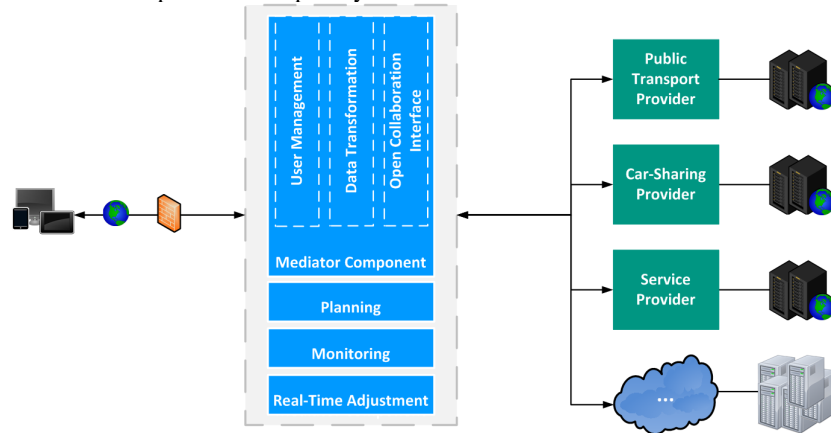 User Management
Data Transformation
Open Collaboration
Interface
Mediator Component
Planning
Monitoring
Real-Time Adjustment
Public
Transport
Provider
Car-Sharing
Provider
Service
Provider
...